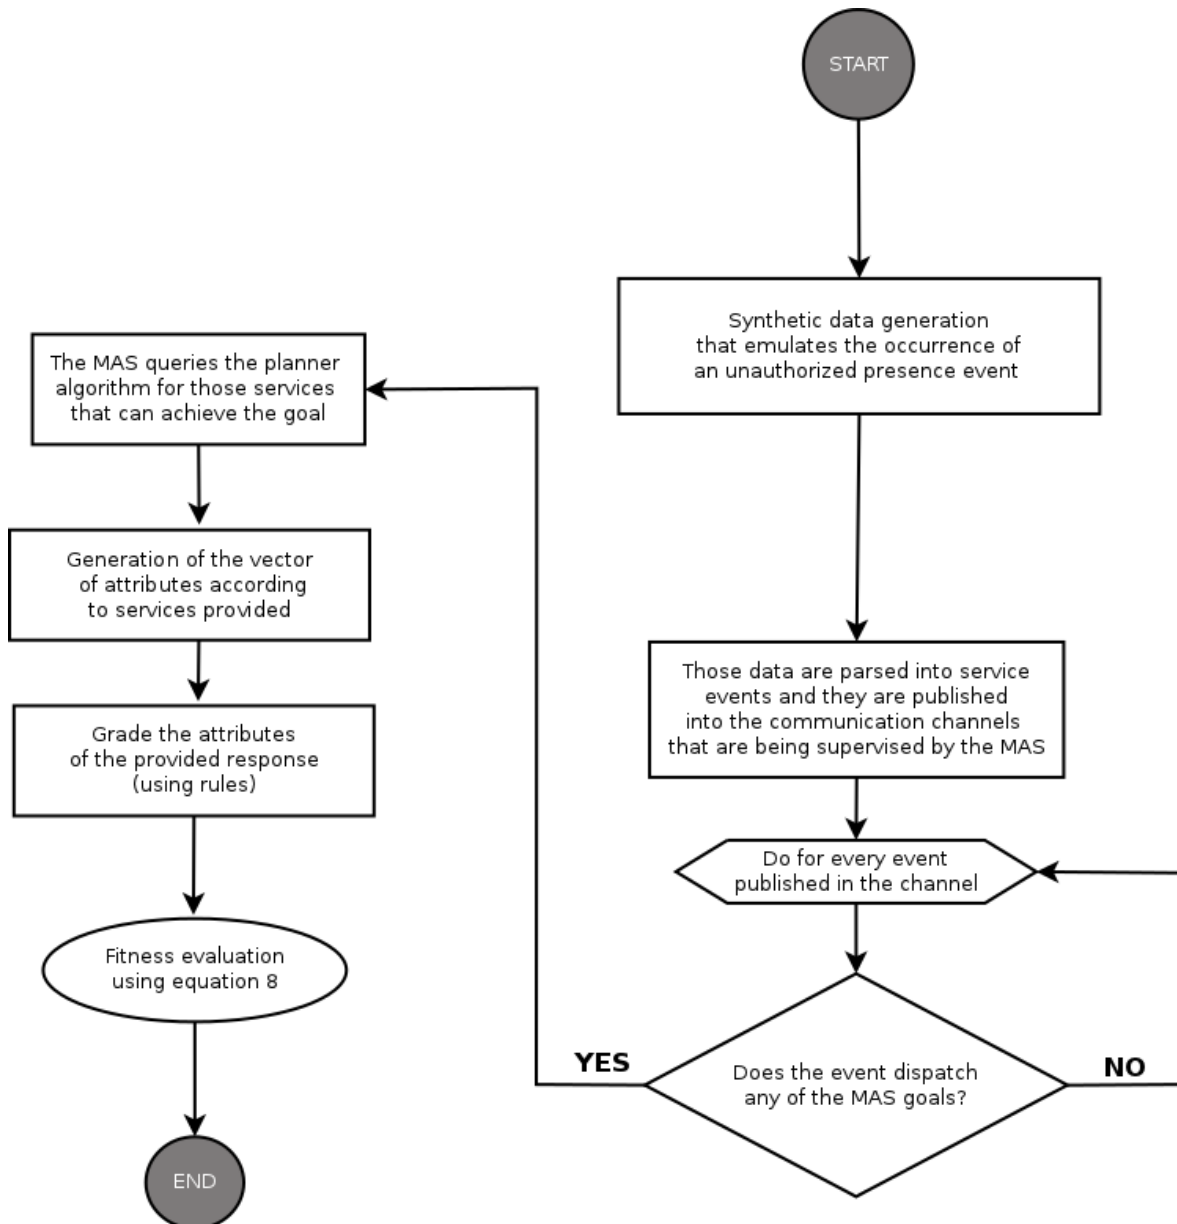 START
Synthetic data generation
that emulates the occurrence of
an unauthorized presence event
Those data are parsed into service
events and they are published
into the communication channels
that are being supervised by the MAS
Do for every event
published in the channel
Does the event dispatch
any of the MAS goals?
YES
NO
The MAS queries the planner
algorithm for those services
that can achieve the goal
Generation of the vector
of attributes according
to services provided
Grade the attributes
of the provided response
(using rules)
Fitness evaluation
using equation 8
END